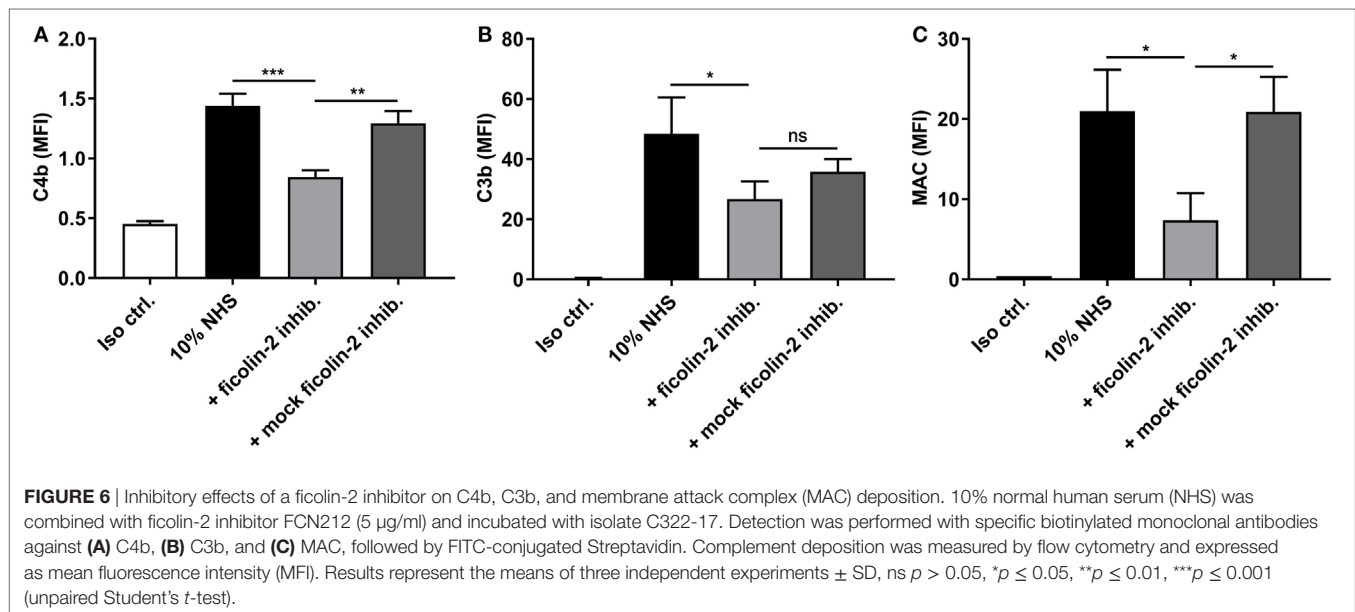 A
2.0
1.5
1.0
0.5
0.0
C4b (MFI)
***
**
Iso ctrl.
10% NHS
+ ficolin-2 inhib.
+ mock ficolin-2 inhib.
B
80
60
40
20
0
C3b (MFI)
*
ns
Iso ctrl.
10% NHS
+ ficolin-2 inhib.
+ mock ficolin-2 inhib.
C
30
20
10
0
MAC (MFI)
*
*
Iso ctrl.
10% NHS
+ ficolin-2 inhib.
+ mock ficolin-2 inhib.
FIGURE 6 | Inhibitory effects of a ficolin-2 inhibitor on C4b, C3b, and membrane attack complex (MAC) deposition. 10% normal human serum (NHS) was
combined with ficolin-2 inhibitor FCN212 (5 µg/ml) and incubated with isolate C322-17. Detection was performed with specific biotinylated monoclonal antibodies
against (A) C4b, (B) C3b, and (C) MAC, followed by FITC-conjugated Streptavidin. Complement deposition was measured by flow cytometry and expressed
as mean fluorescence intensity (MFI). Results represent the means of three independent experiments ± SD, ns p > 0.05, *p ≤ 0.05, **p ≤ 0.01, ***p ≤ 0.001
(unpaired Student's t-test).